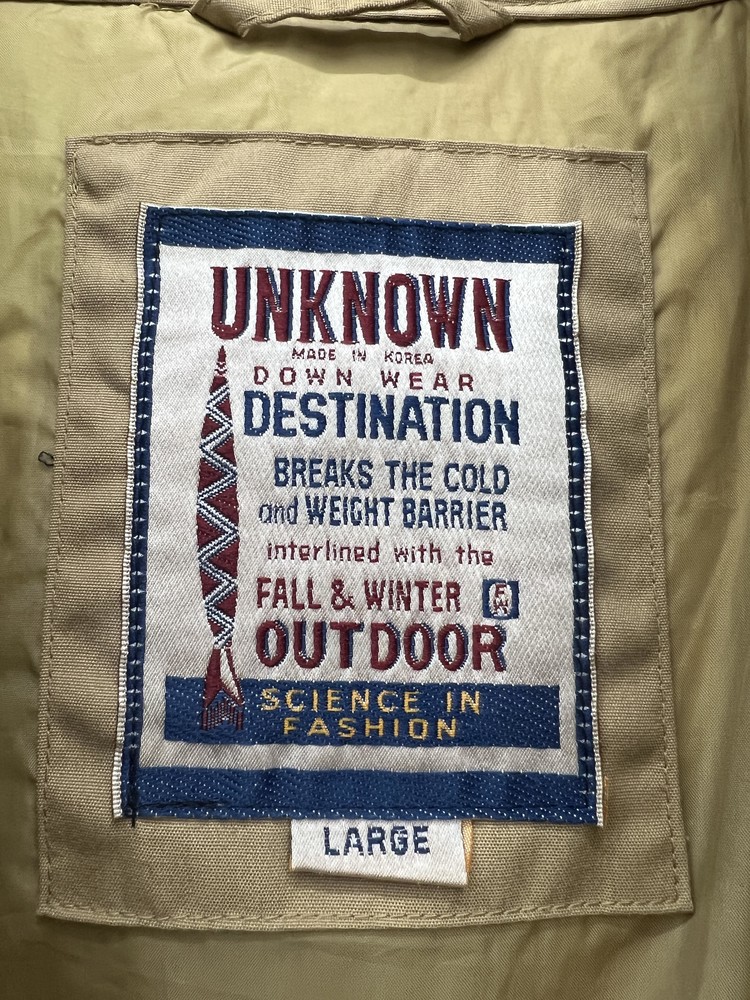 UNKNOWN
MADE IN KOREA
DOWN WEAR
DESTINATION
BREAKS THE COLD
and WEIGHT BARRIER
interlined with the
FALL & WINTER FW
OUTDOOR
SCIENCE IN
FASHION
LARGE